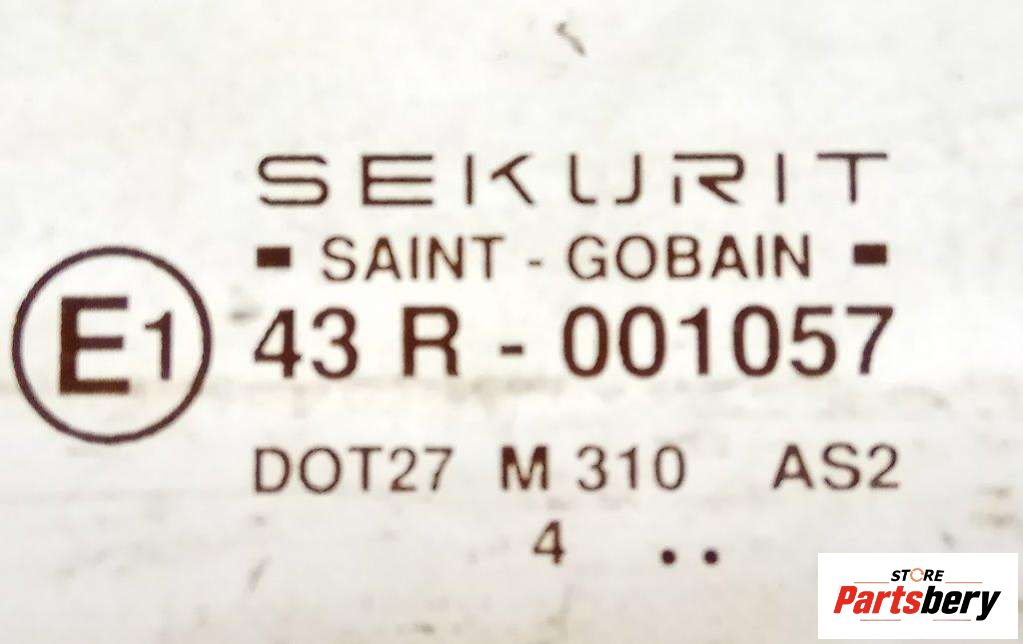 SEKURIT
SAINT - GOBAIN
E1 43 R - 001057
DOT27 M 310 AS2
4 ..
STORE
Partsbery